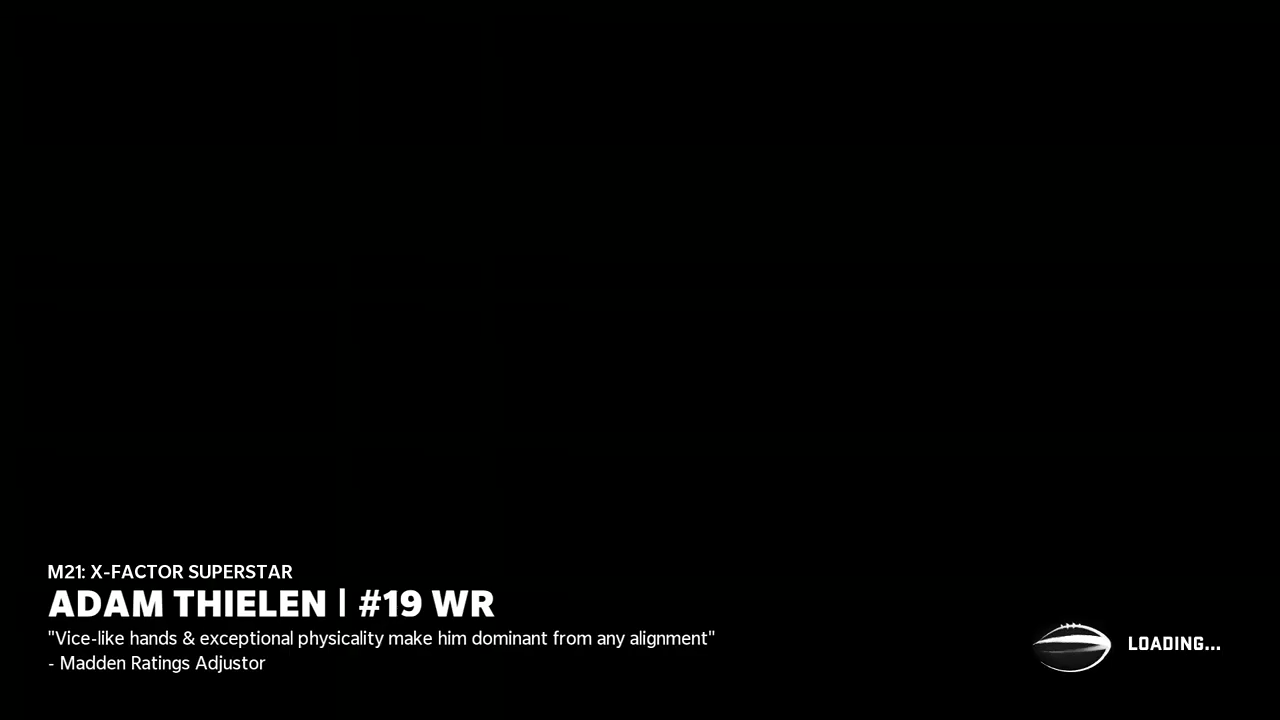 M21: X-FACTOR SUPERSTAR
ADAM THIELEN | #19 WR
"Vice-like hands & exceptional physicality make him dominant from any alignment"
- Madden Ratings Adjustor
LOADING...